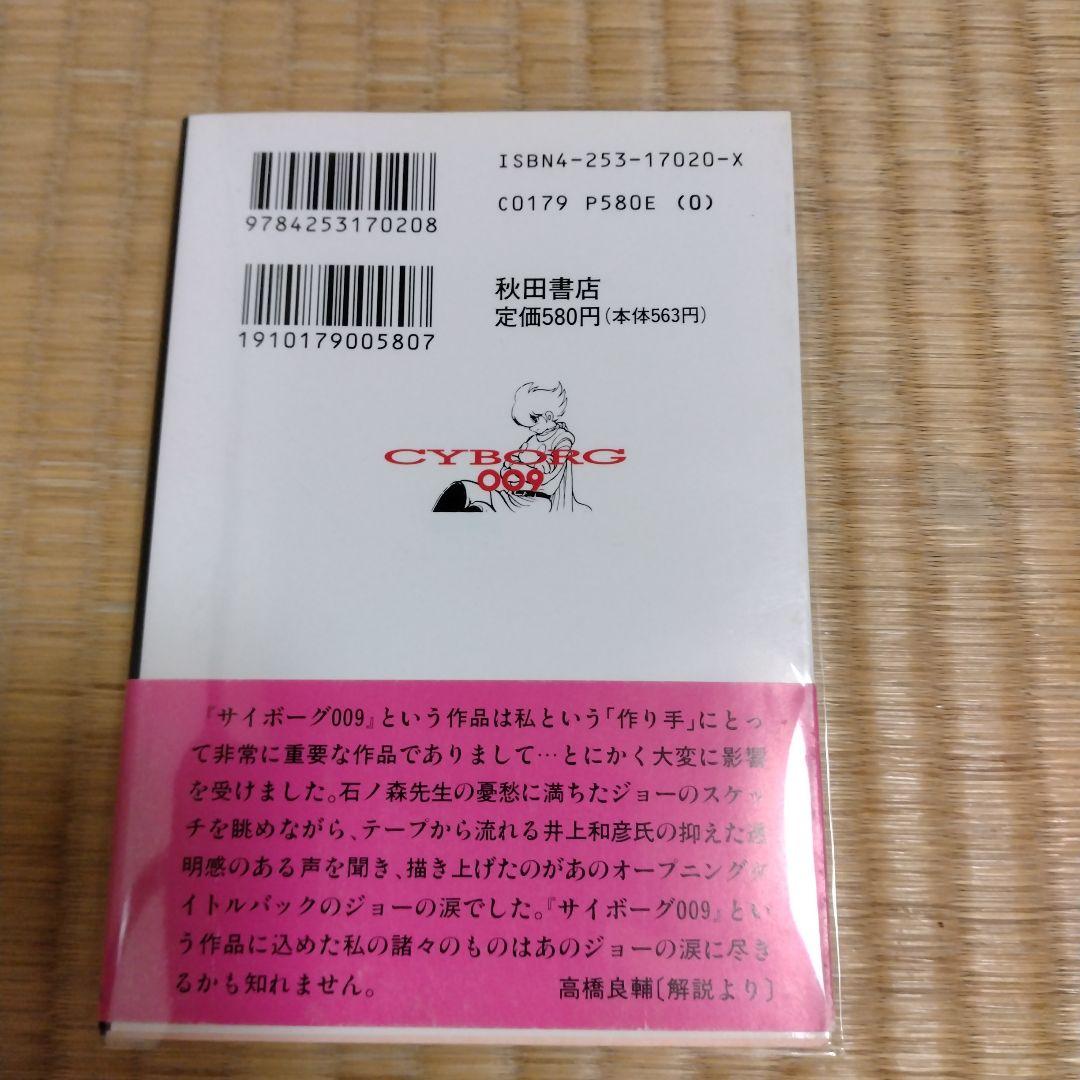 9784253170208
ISBN4-253-17020-X
C0179 P580E (0)
1910179005807
秋田書店
定価580円(本体563円)
CYBORG
009
『サイボーグ009』という作品は私という「作り手」にとっ
て非常に重要な作品でありまして…とにかく大変に影響
を受けました。石ノ森先生の憂愁に満ちたジョーのスケッ
チを眺めながら、テープから流れる井上和彦氏の抑えた透
明感のある声を聞き、描き上げたのがあのオープニングタ
イトルバックのジョーの涙でした。『サイボーグ009』とい
う作品に込めた私の諸々のものはあのジョーの涙に尽き
るかも知れません。 高橋良輔〔解説より〕